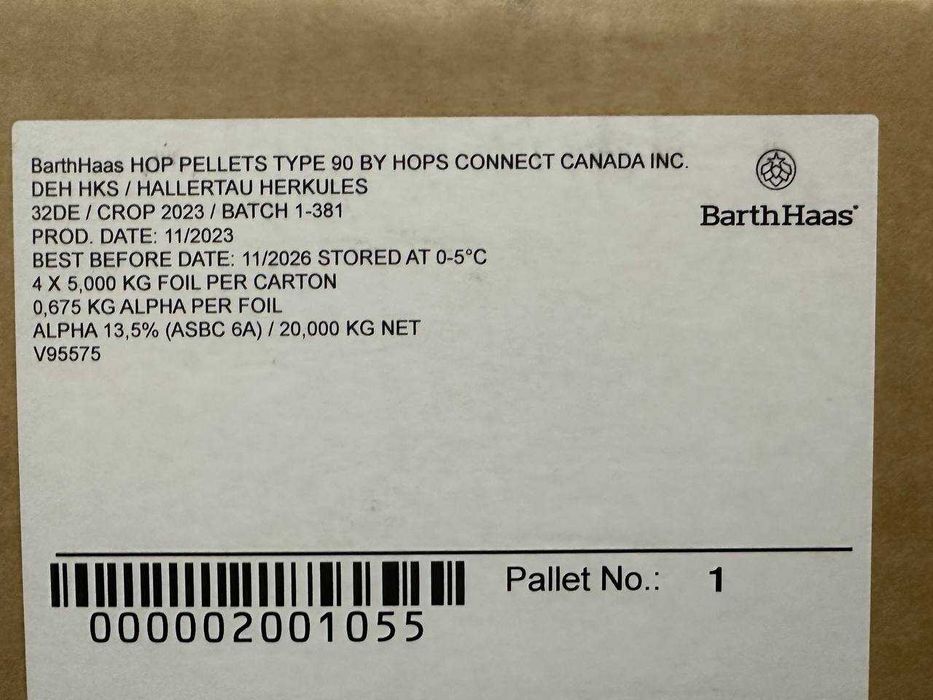 BarthHaas HOP PELLETS TYPE 90 BY HOPS CONNECT CANADA INC.
DEH HKS / HALLERTAU HERKULES
32DE / CROP 2023 / BATCH 1-381
PROD. DATE: 11/2023
BEST BEFORE DATE: 11/2026 STORED AT 0-5°C
4 X 5,000 KG FOIL PER CARTON
0,675 KG ALPHA PER FOIL
ALPHA 13,5% (ASBC 6A) / 20,000 KG NET
V95575
BarthHaas®
000002001055
Pallet No.: 1